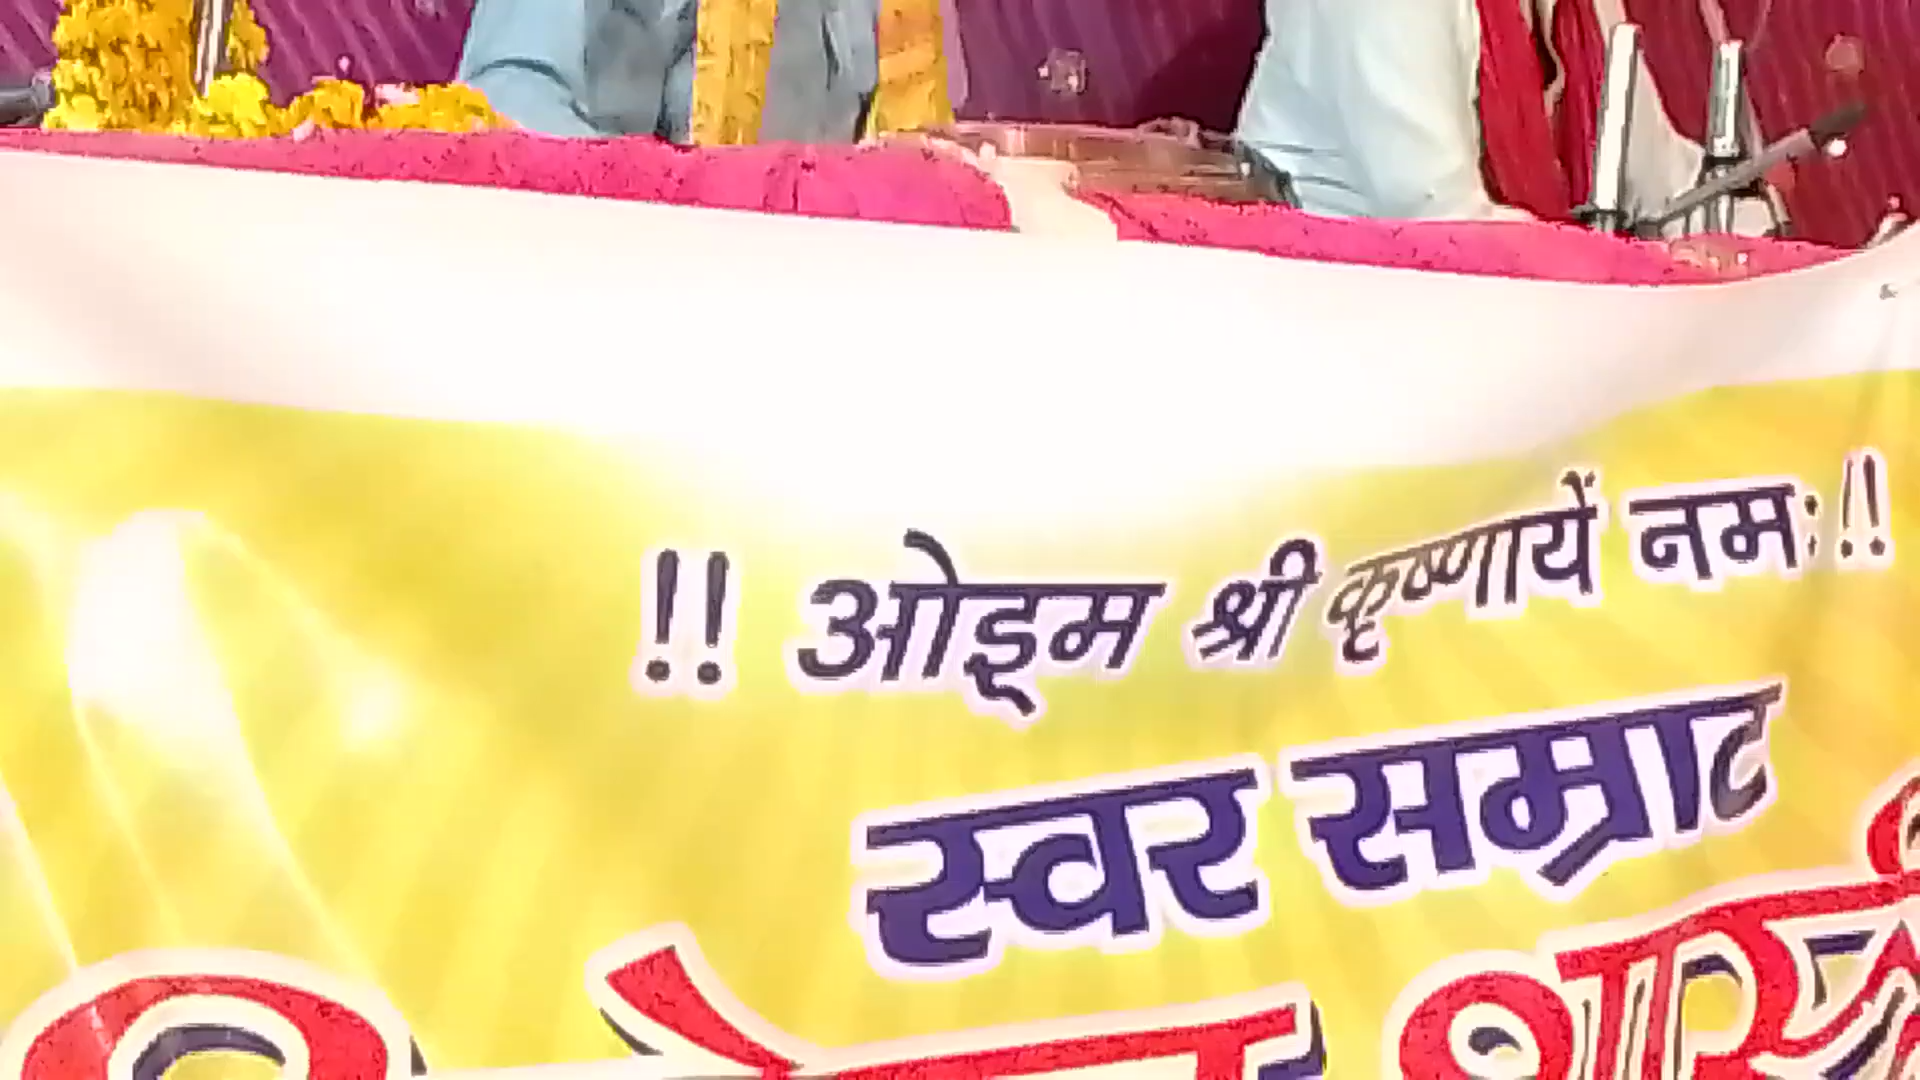 !! ओइम श्री कृष्णायें नमः!!
स्वर सम्राट
शास्त्री